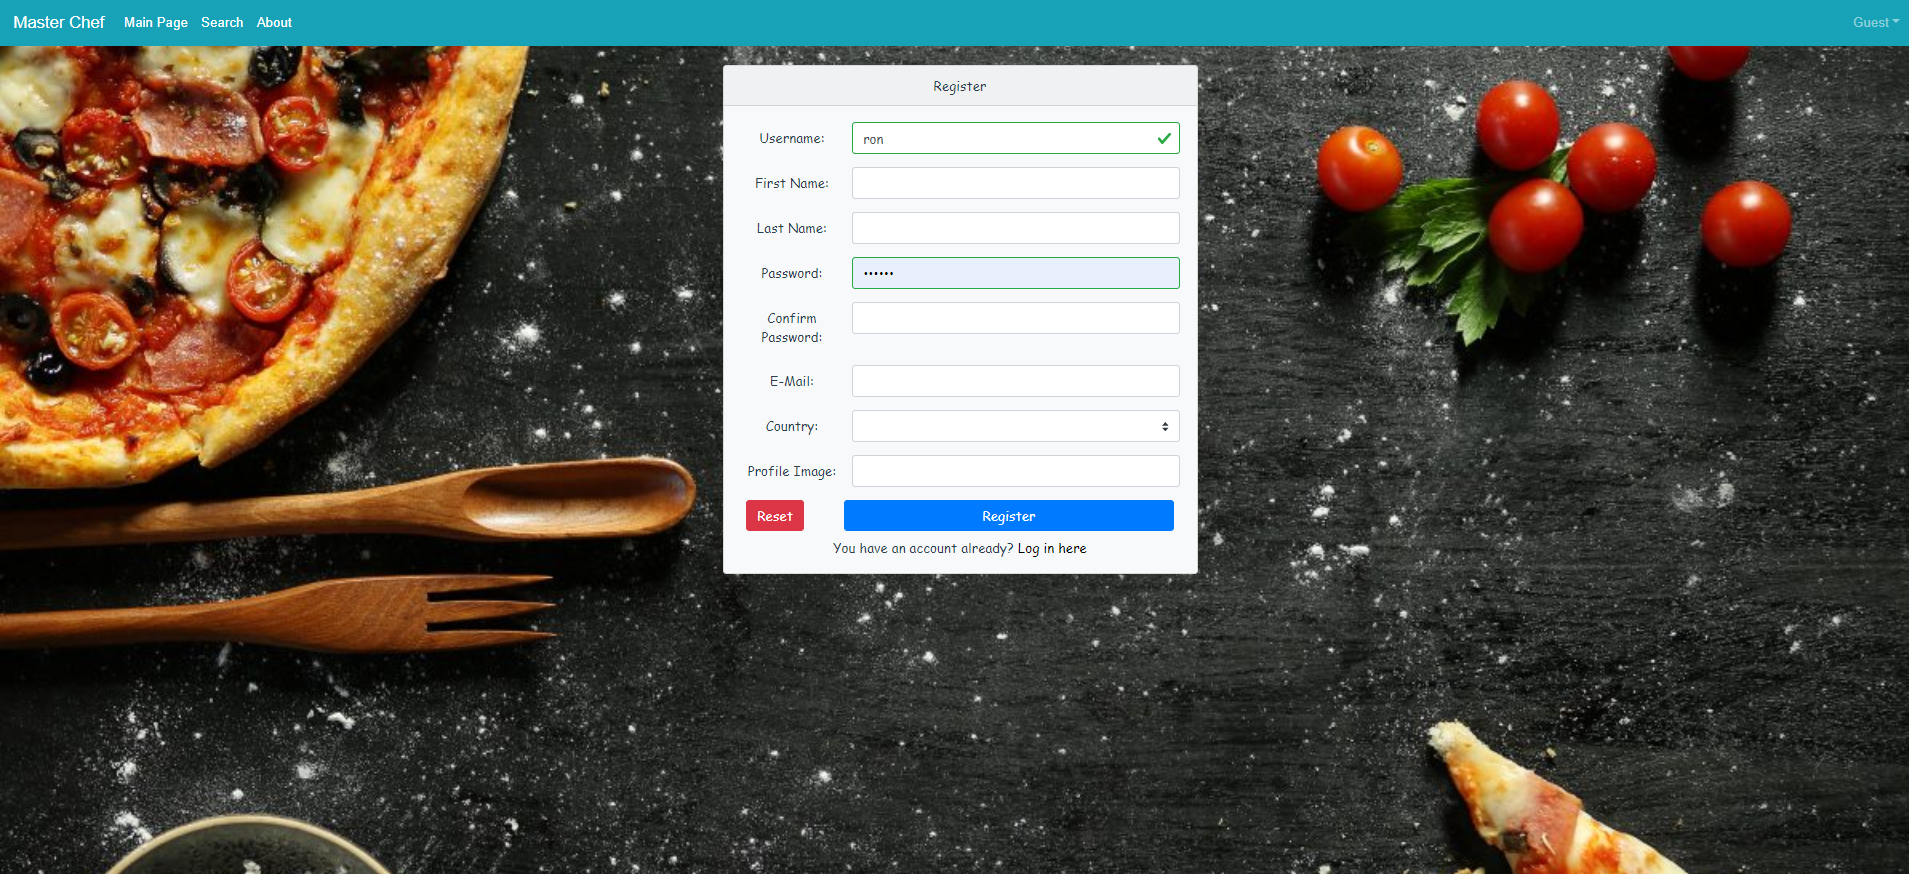 Master Chef Main Page Search About Guest
Register
Username: ron
First Name:
Last Name:
Password: ••••••
Confirm
Password:
E-Mail:
Country:
Profile Image:
Reset Register
You have an account already? Log in here